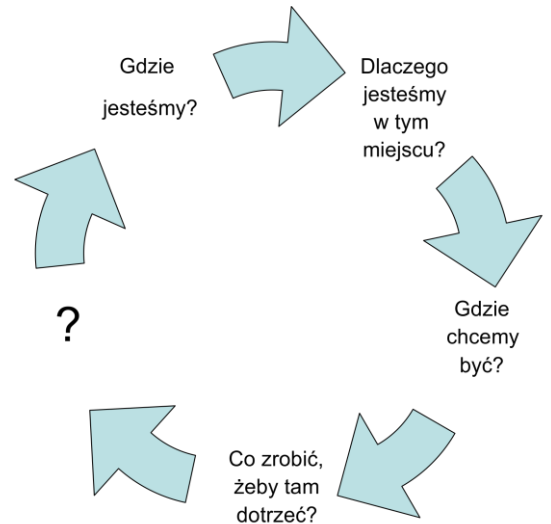 Gdzie
jesteśmy?
Dlaczego
jesteśmy
w tym
miejscu?
Gdzie
chcemy
być?
Co zrobić,
żeby tam
dotrzeć?
?